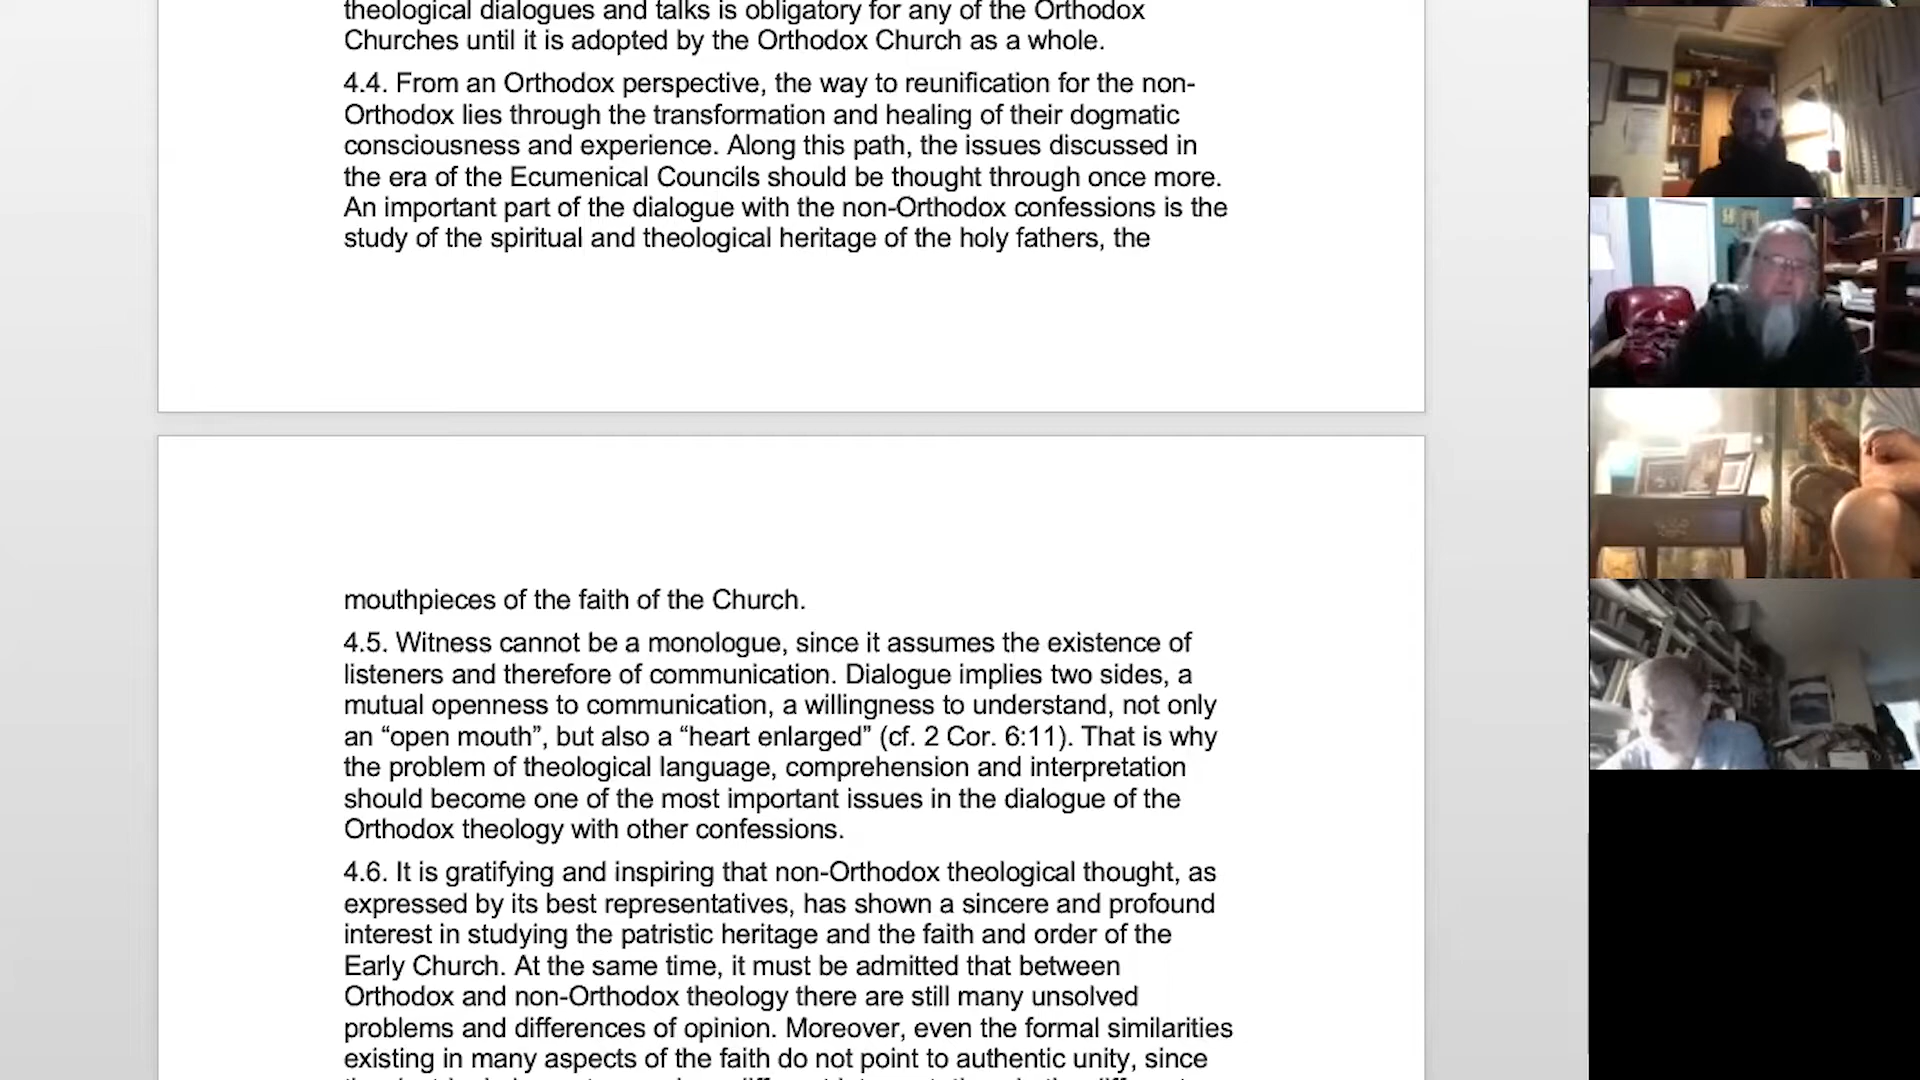 theological dialogues and talks is obligatory for any of the Orthodox
Churches until it is adopted by the Orthodox Church as a whole.
4.4. From an Orthodox perspective, the way to reunification for the non-
Orthodox lies through the transformation and healing of their dogmatic
consciousness and experience. Along this path, the issues discussed in
the era of the Ecumenical Councils should be thought through once more.
An important part of the dialogue with the non-Orthodox confessions is the
study of the spiritual and theological heritage of the holy fathers, the
mouthpieces of the faith of the Church.
4.5. Witness cannot be a monologue, since it assumes the existence of
listeners and therefore of communication. Dialogue implies two sides, a
mutual openness to communication, a willingness to understand, not only
an “open mouth”, but also a “heart enlarged” (cf. 2 Cor. 6:11). That is why
the problem of theological language, comprehension and interpretation
should become one of the most important issues in the dialogue of the
Orthodox theology with other confessions.
4.6. It is gratifying and inspiring that non-Orthodox theological thought, as
expressed by its best representatives, has shown a sincere and profound
interest in studying the patristic heritage and the faith and order of the
Early Church. At the same time, it must be admitted that between
Orthodox and non-Orthodox theology there are still many unsolved
problems and differences of opinion. Moreover, even the formal similarities
existing in many aspects of the faith do not point to authentic unity, since